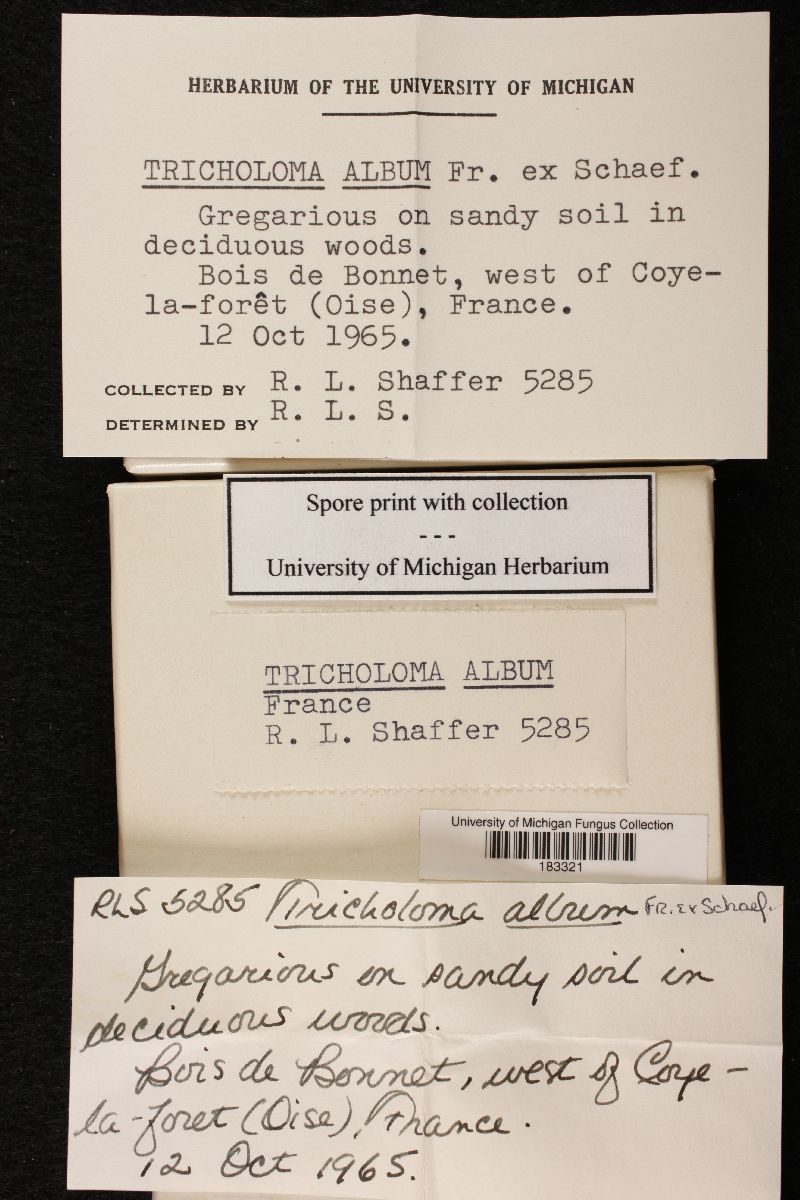 HERBARIUM OF THE UNIVERSITY OF MICHIGAN
TRICHOLOMA ALBUM Fr. ex Schaef.
Gregarious on sandy soil in
deciduous woods.
Bois de Bonnet, west of Coye-
la-forêt (Oise), France.
12 Oct 1965.
COLLECTED BY R. L. Shaffer 5285
DETERMINED BY R. L. S.
Spore print with collection
---
University of Michigan Herbarium
TRICHOLOMA ALBUM
France
R. L. Shaffer 5285
University of Michigan Fungus Collection
183321
RLS 5285 Tricholoma album Fr. ex Schaef.
Gregarious on sandy soil in
deciduous woods.
Bois de Bonnet, west of Coye-
la-foret (Oise), France.
12 Oct 1965.